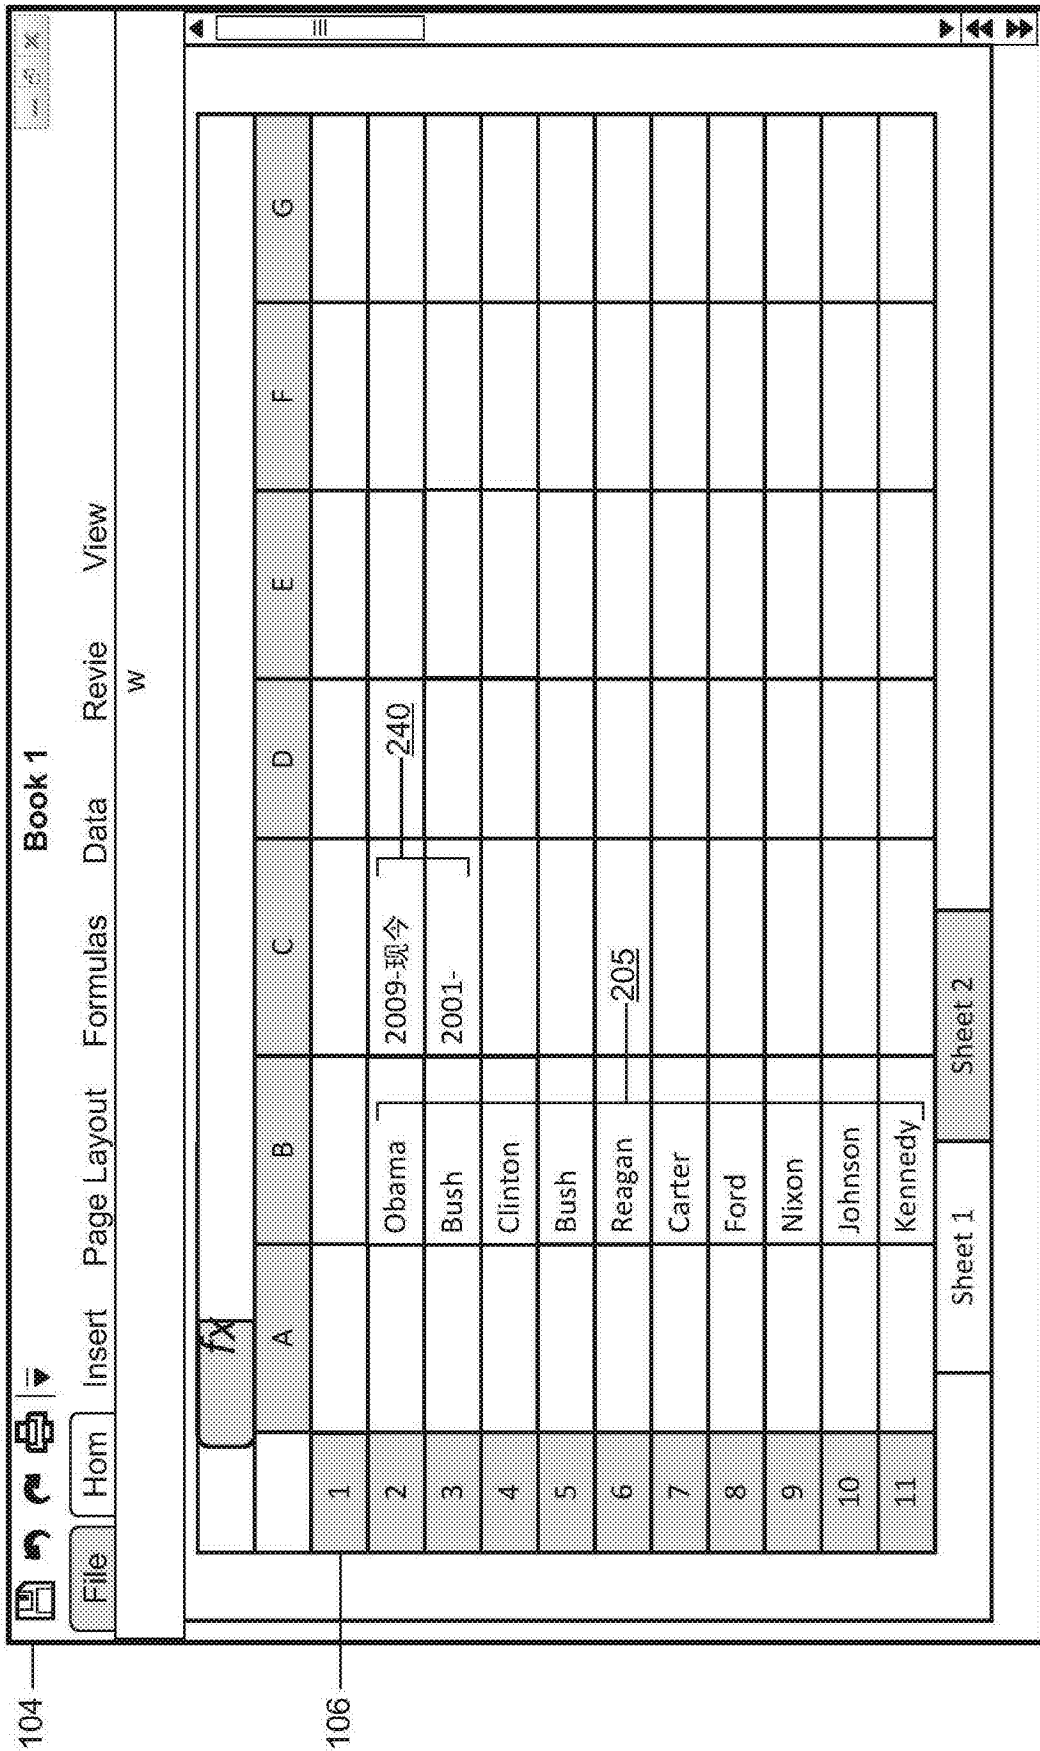 104
Book 1
File Hom Insert Page Layout Formulas Data Revie View
w
fx
A B C D E F G
106
1
2 Obama 2009-现今 240
3 Bush 2001-
4 Clinton
5 Bush
6 Reagan 205
7 Carter
8 Ford
9 Nixon
10 Johnson
11 Kennedy
Sheet 1 Sheet 2